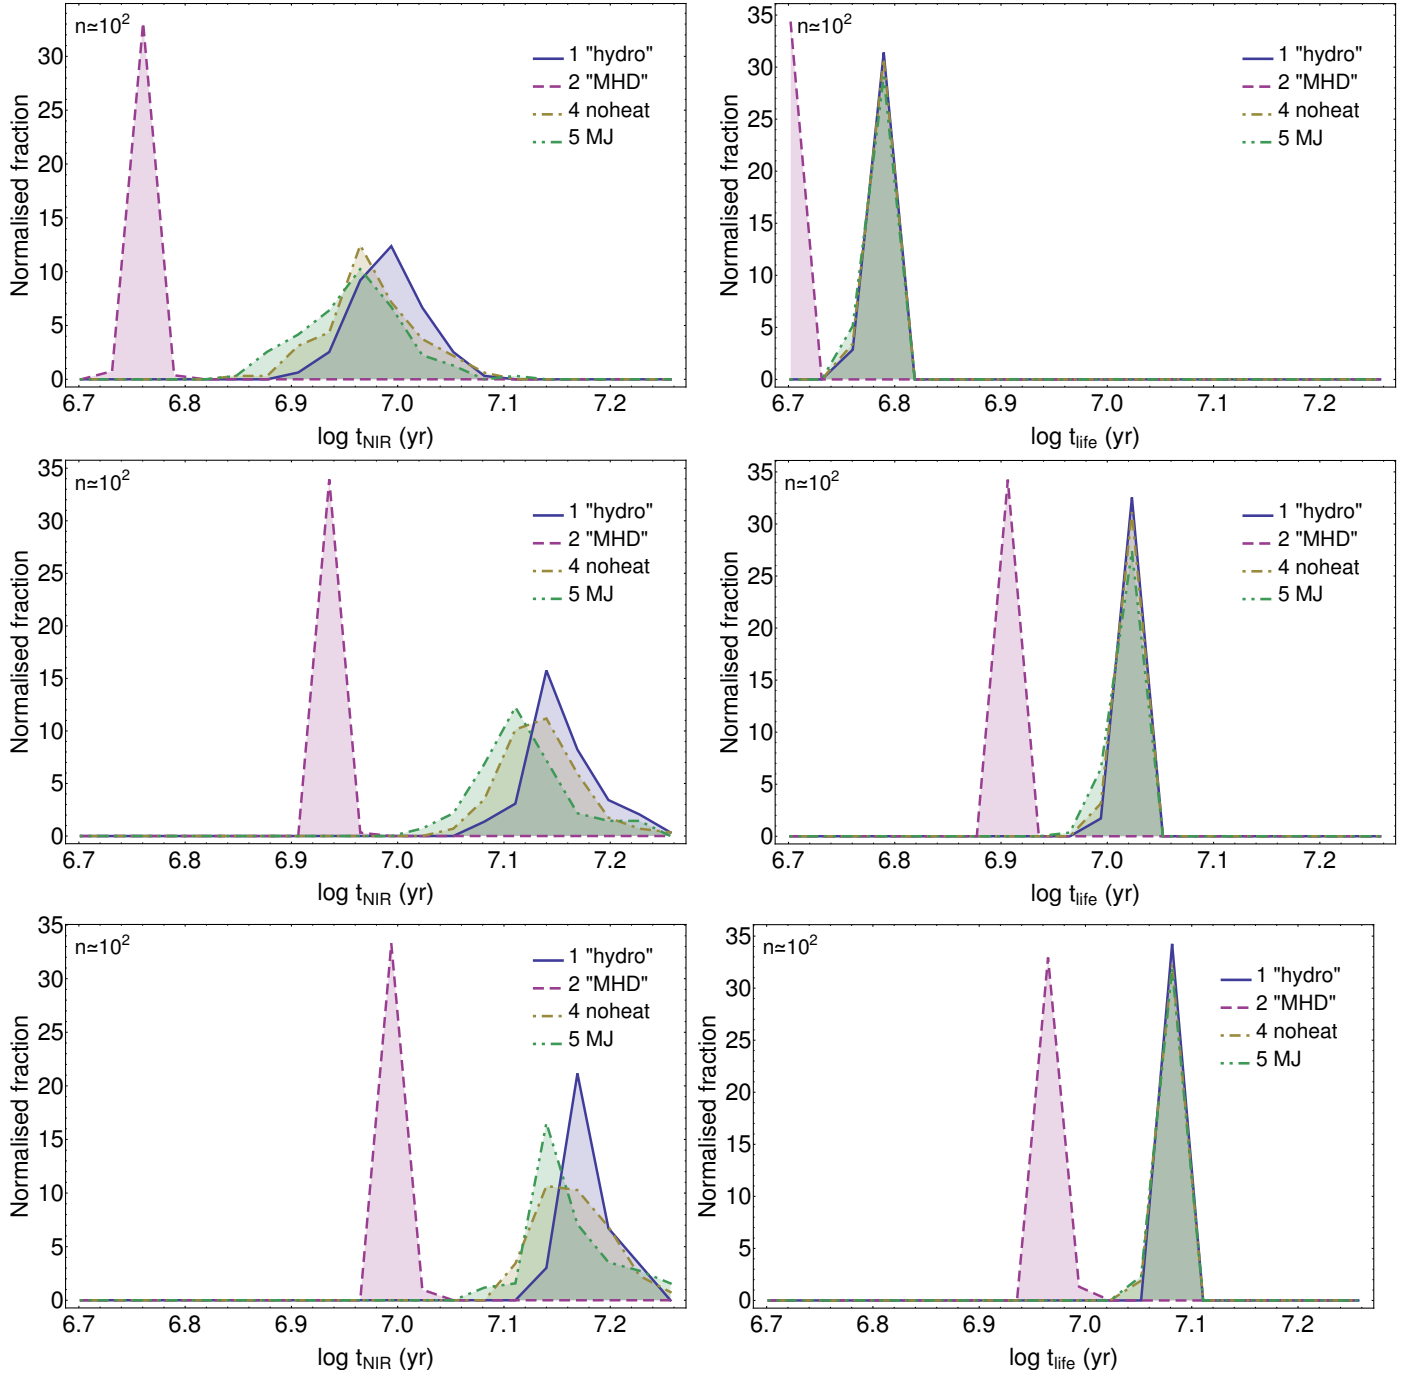 n≃10²
1 "hydro"
2 "MHD"
4 noheat
5 MJ
Normalised fraction
30
25
20
15
10
5
0
6.7 6.8 6.9 7.0 7.1 7.2
log t_NIR (yr)
n≃10²
1 "hydro"
2 "MHD"
4 noheat
5 MJ
Normalised fraction
35
30
25
20
15
10
5
0
6.7 6.8 6.9 7.0 7.1 7.2
log t_life (yr)
n≃10²
1 "hydro"
2 "MHD"
4 noheat
5 MJ
Normalised fraction
35
30
25
20
15
10
5
0
6.7 6.8 6.9 7.0 7.1 7.2
log t_NIR (yr)
n≃10²
1 "hydro"
2 "MHD"
4 noheat
5 MJ
Normalised fraction
35
30
25
20
15
10
5
0
6.7 6.8 6.9 7.0 7.1 7.2
log t_life (yr)
n≃10²
1 "hydro"
2 "MHD"
4 noheat
5 MJ
Normalised fraction
35
30
25
20
15
10
5
0
6.7 6.8 6.9 7.0 7.1 7.2
log t_NIR (yr)
n≃10²
1 "hydro"
2 "MHD"
4 noheat
5 MJ
Normalised fraction
35
30
25
20
15
10
5
0
6.7 6.8 6.9 7.0 7.1 7.2
log t_life (yr)